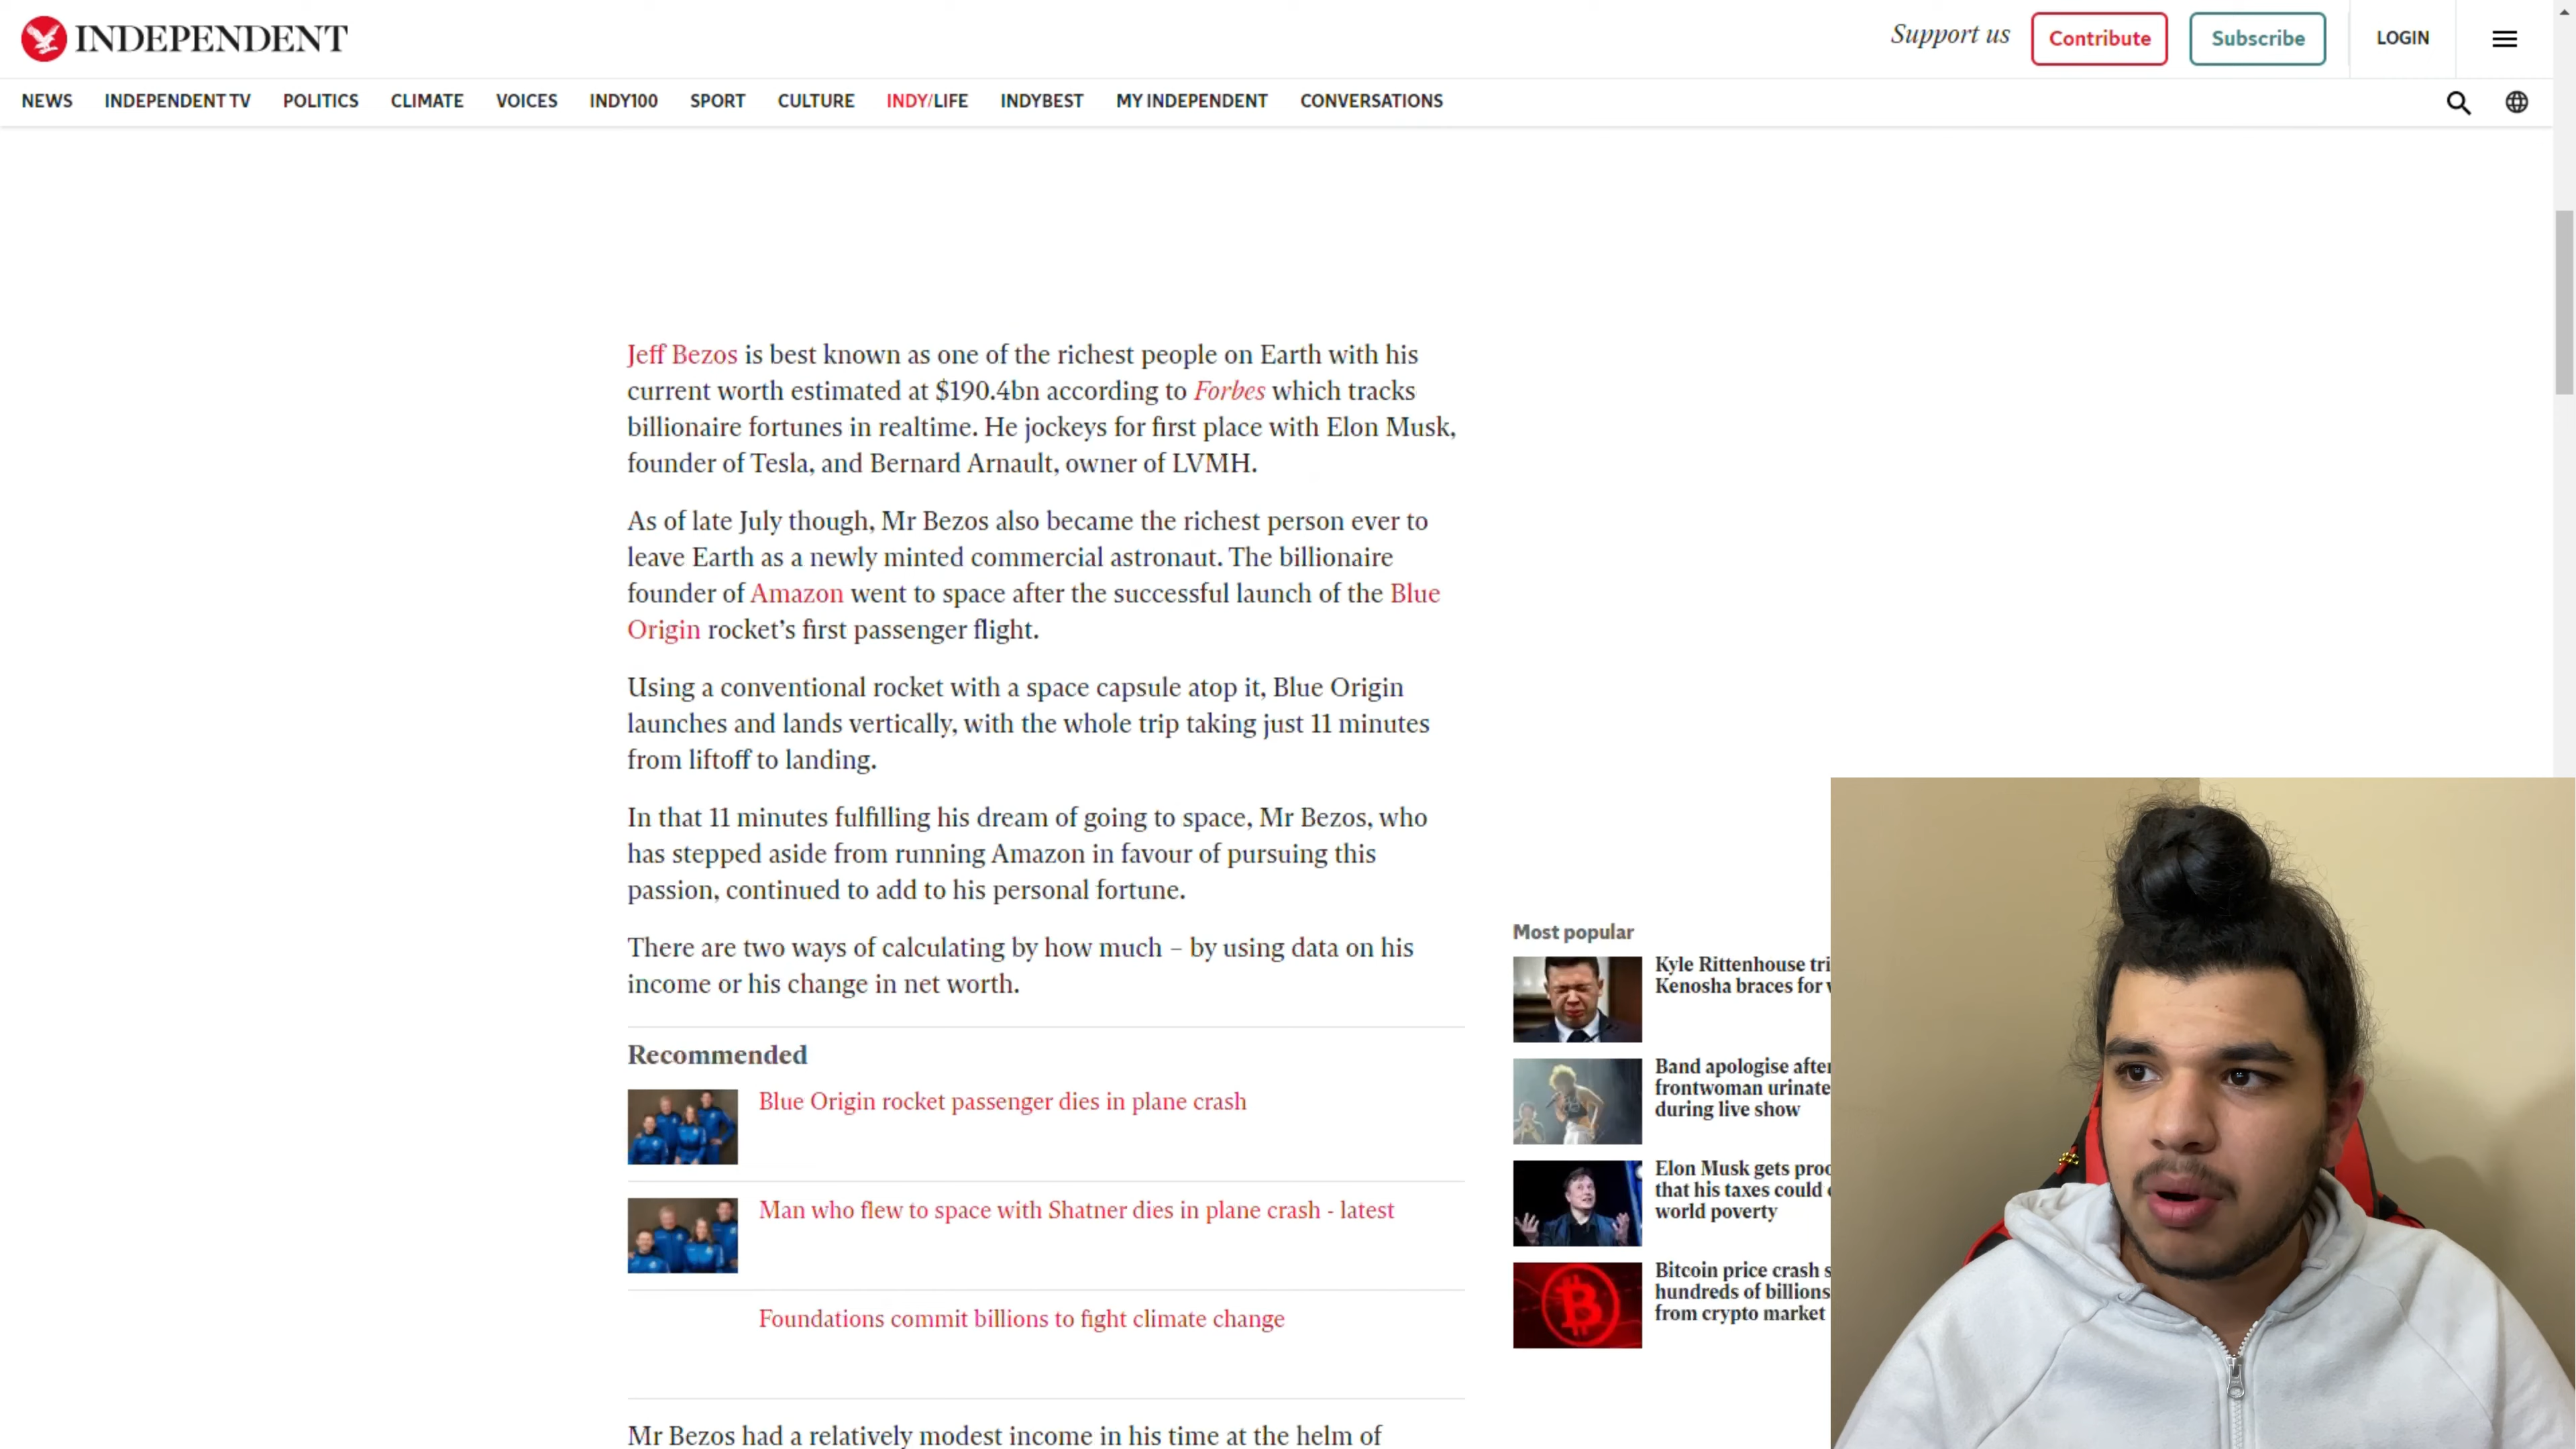 INDEPENDENT
Support us
Contribute
Subscribe
LOGIN
NEWS INDEPENDENT TV POLITICS CLIMATE VOICES INDY100 SPORT CULTURE INDY/LIFE INDYBEST MY INDEPENDENT CONVERSATIONS
Jeff Bezos is best known as one of the richest people on Earth with his
current worth estimated at $190.4bn according to Forbes which tracks
billionaire fortunes in realtime. He jockeys for first place with Elon Musk,
founder of Tesla, and Bernard Arnault, owner of LVMH.
As of late July though, Mr Bezos also became the richest person ever to
leave Earth as a newly minted commercial astronaut. The billionaire
founder of Amazon went to space after the successful launch of the Blue
Origin rocket’s first passenger flight.
Using a conventional rocket with a space capsule atop it, Blue Origin
launches and lands vertically, with the whole trip taking just 11 minutes
from liftoff to landing.
In that 11 minutes fulfilling his dream of going to space, Mr Bezos, who
has stepped aside from running Amazon in favour of pursuing this
passion, continued to add to his personal fortune.
There are two ways of calculating by how much – by using data on his
income or his change in net worth.
Recommended
Blue Origin rocket passenger dies in plane crash
Man who flew to space with Shatner dies in plane crash - latest
Foundations commit billions to fight climate change
Mr Bezos had a relatively modest income in his time at the helm of
Most popular
Kyle Rittenhouse
Kenosha braces for
Band apologise
frontwoman
during live show
Elon Musk gets
that his taxes could
world poverty
Bitcoin price crash
hundreds of billions
from crypto market